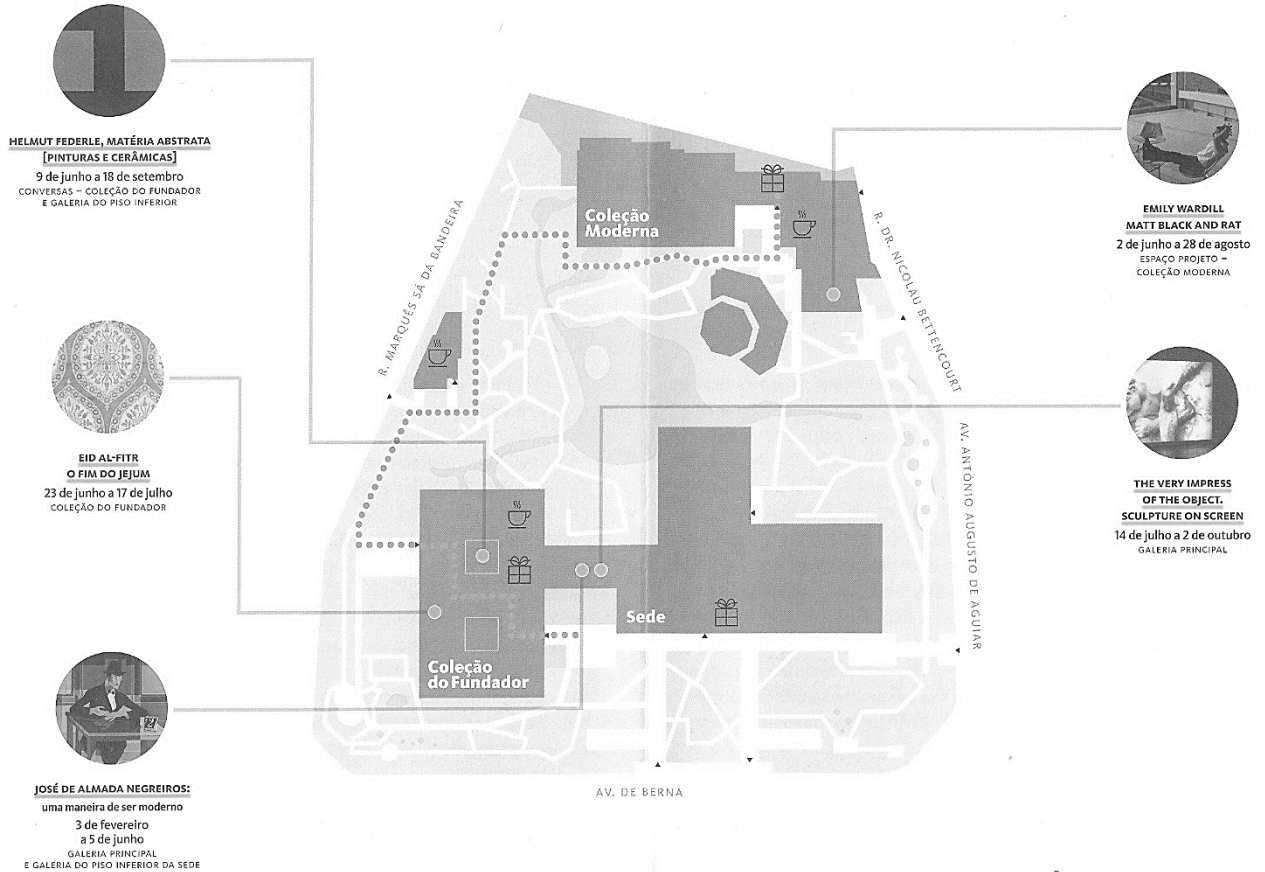 HELMUT FEDERLE, MATÉRIA ABSTRATA
[PINTURAS E CERÂMICAS]
9 de junho a 18 de setembro
CONVERSAS – COLEÇÃO DO FUNDADOR
E GALERIA DO PISO INFERIOR
EID AL-FITR
O FIM DO JEJUM
23 de junho a 17 de julho
COLEÇÃO DO FUNDADOR
JOSÉ DE ALMADA NEGREIROS:
uma maneira de ser moderno
3 de fevereiro
a 5 de junho
GALERIA PRINCIPAL
E GALERIA DO PISO INFERIOR DA SEDE
R. MARQUÊS SÁ DA BANDEIRA
Coleção
Moderna
Coleção
do Fundador
Sede
AV. DE BERNA
R. DR. NICOLAU BETTENCOURT
AV. ANTÓNIO AUGUSTO DE AGUIAR
EMILY WARDILL
MATT BLACK AND RAT
2 de junho a 28 de agosto
ESPAÇO PROJETO –
COLEÇÃO MODERNA
THE VERY IMPRESS
OF THE OBJECT.
SCULPTURE ON SCREEN
14 de julho a 2 de outubro
GALERIA PRINCIPAL